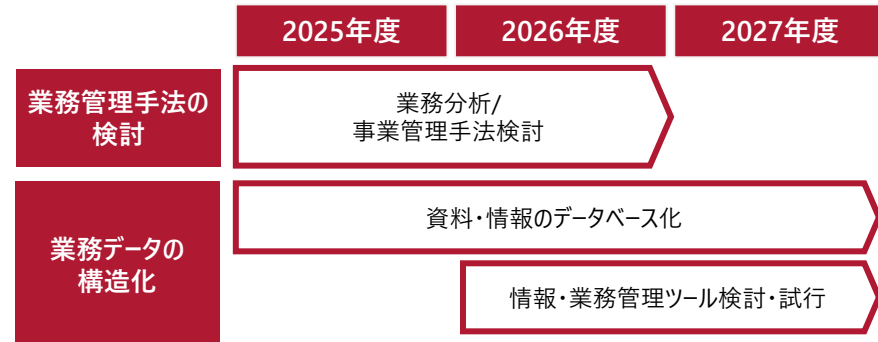 2025年度
2026年度
2027年度
業務管理手法の
検討
業務分析/
事業管理手法検討
業務データの
構造化
資料・情報のデータベース化
情報・業務管理ツール検討・試行